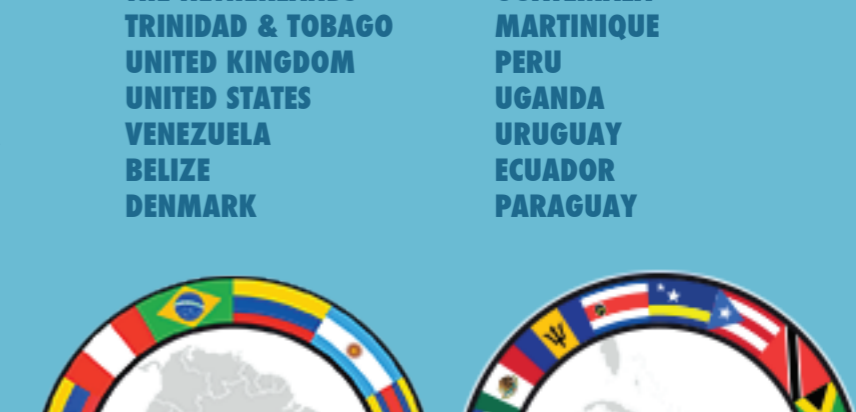 TRINIDAD & TOBAGO
UNITED KINGDOM
UNITED STATES
VENEZUELA
BELIZE
DENMARK
MARTINIQUE
PERU
UGANDA
URUGUAY
ECUADOR
PARAGUAY